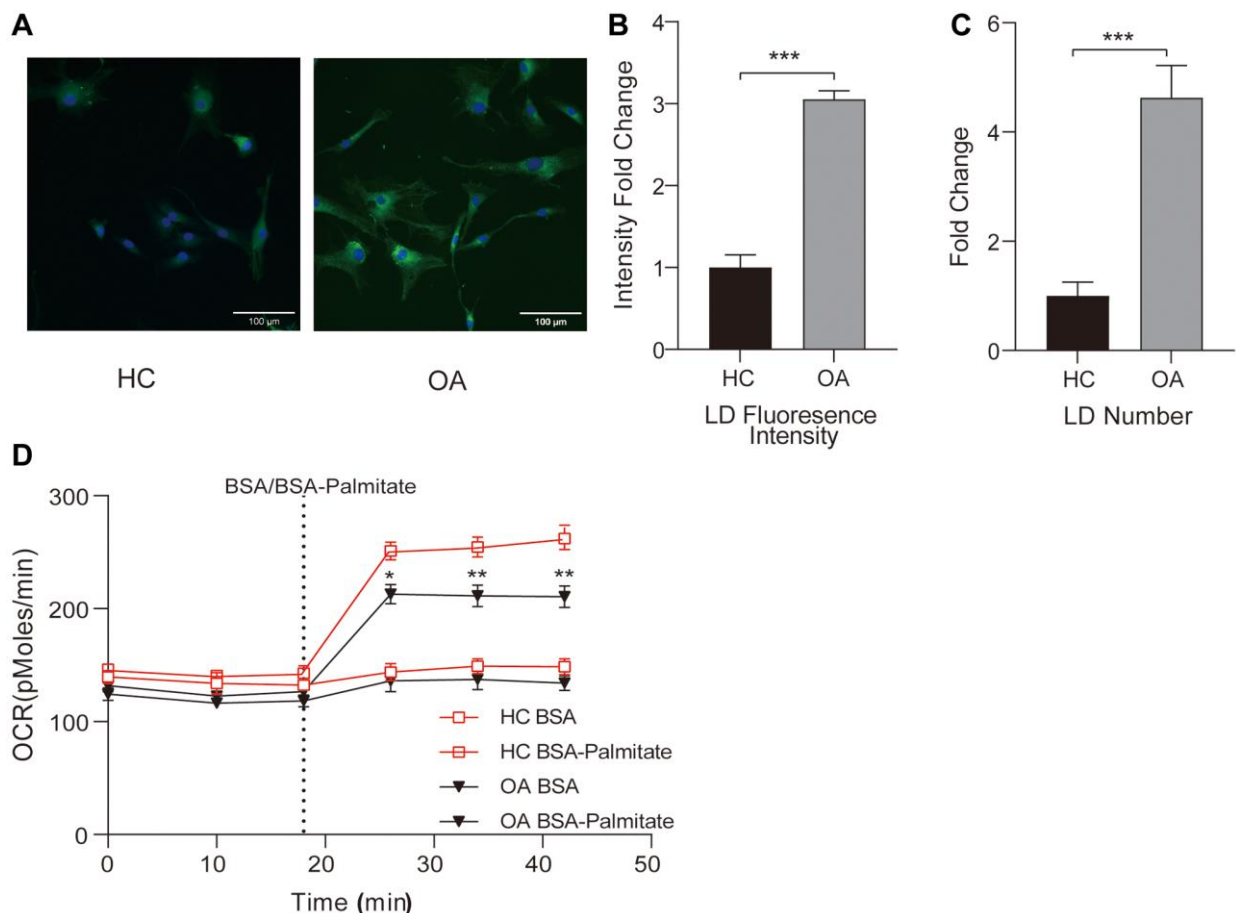 A
100 µm
100 µm
HC
OA
B
Intensity Fold Change
4
3
2
1
0
***
HC
OA
LD Fluoresence
Intensity
C
Fold Change
6
4
2
0
***
HC
OA
LD Number
D
BSA/BSA-Palmitate
OCR(pMoles/min)
300
200
100
0
*
**
**
HC BSA
HC BSA-Palmitate
OA BSA
OA BSA-Palmitate
0
10
20
30
40
50
Time (min)